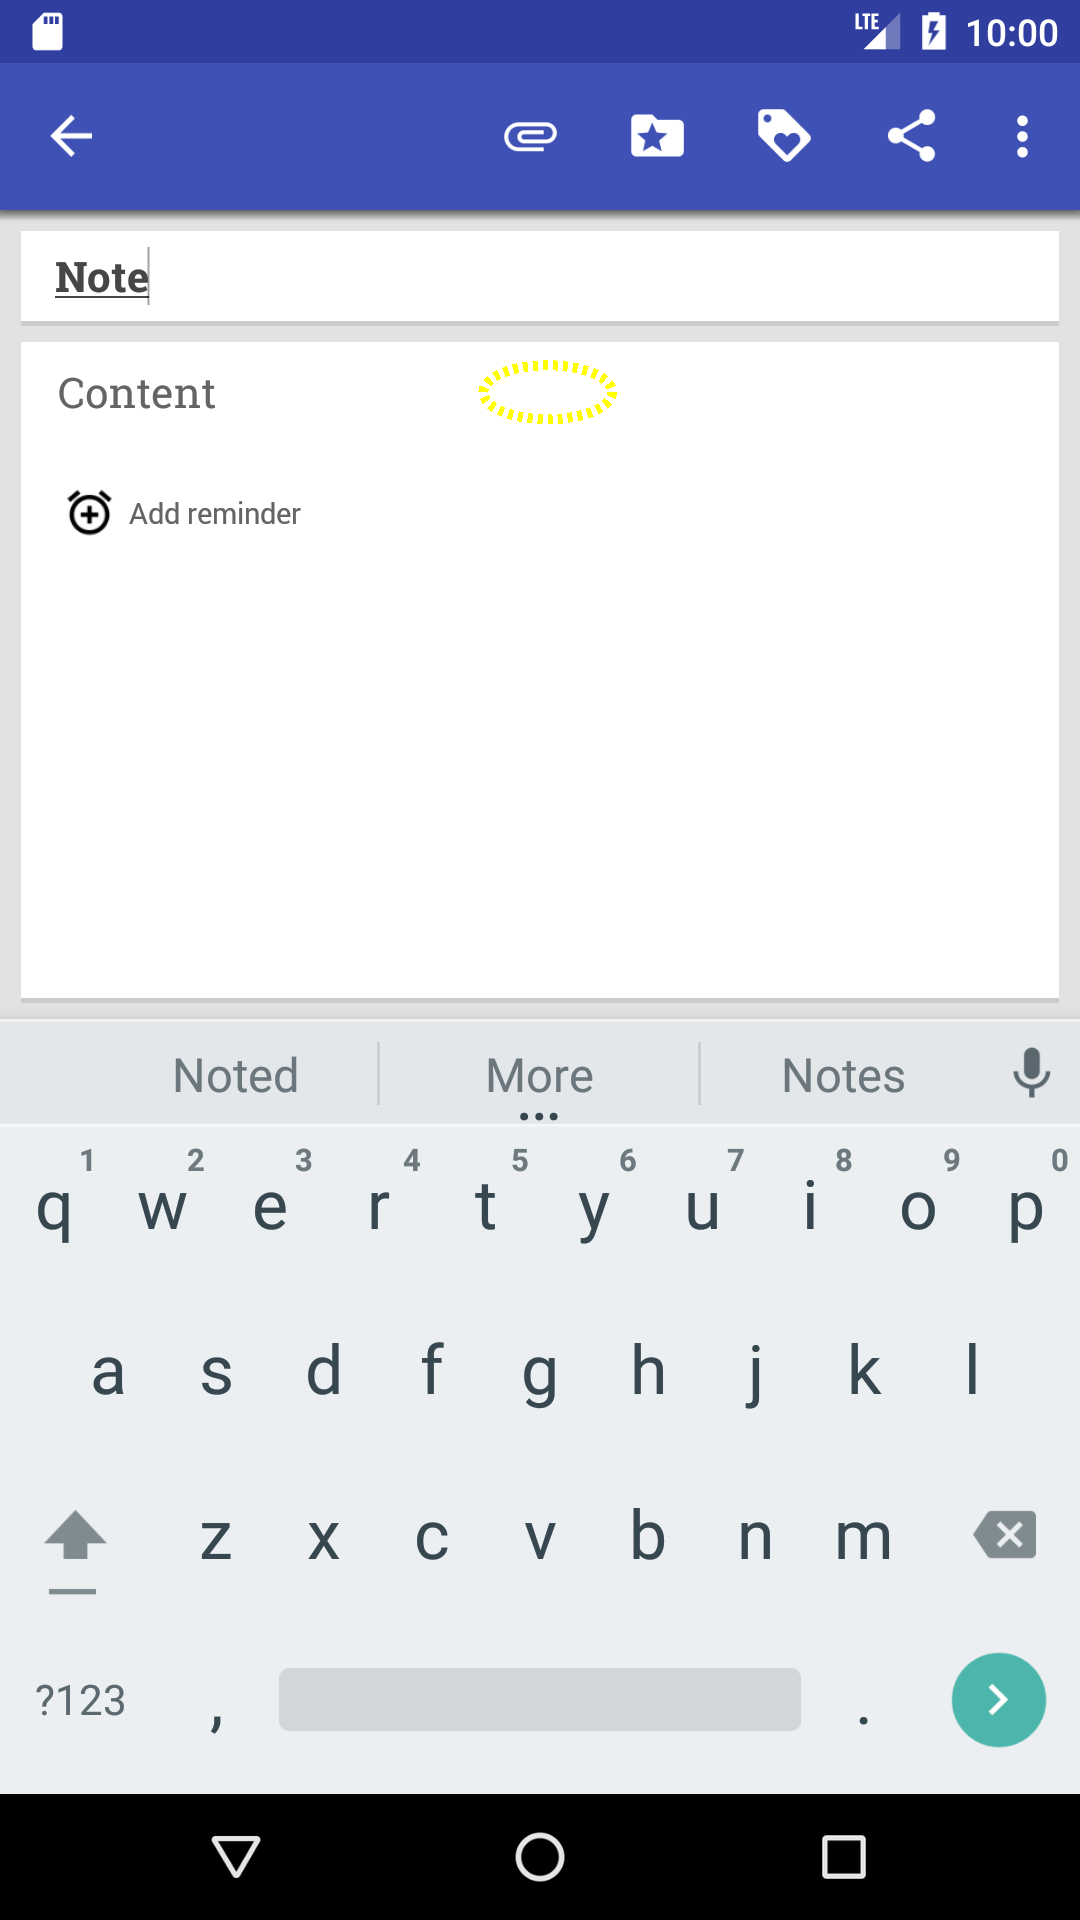 LTE 10:00
Note
Content
Add reminder
Noted More Notes
1 2 3 4 5 6 7 8 9 0
q w e r t y u i o p
a s d f g h j k l
z x c v b n m
?123 , .